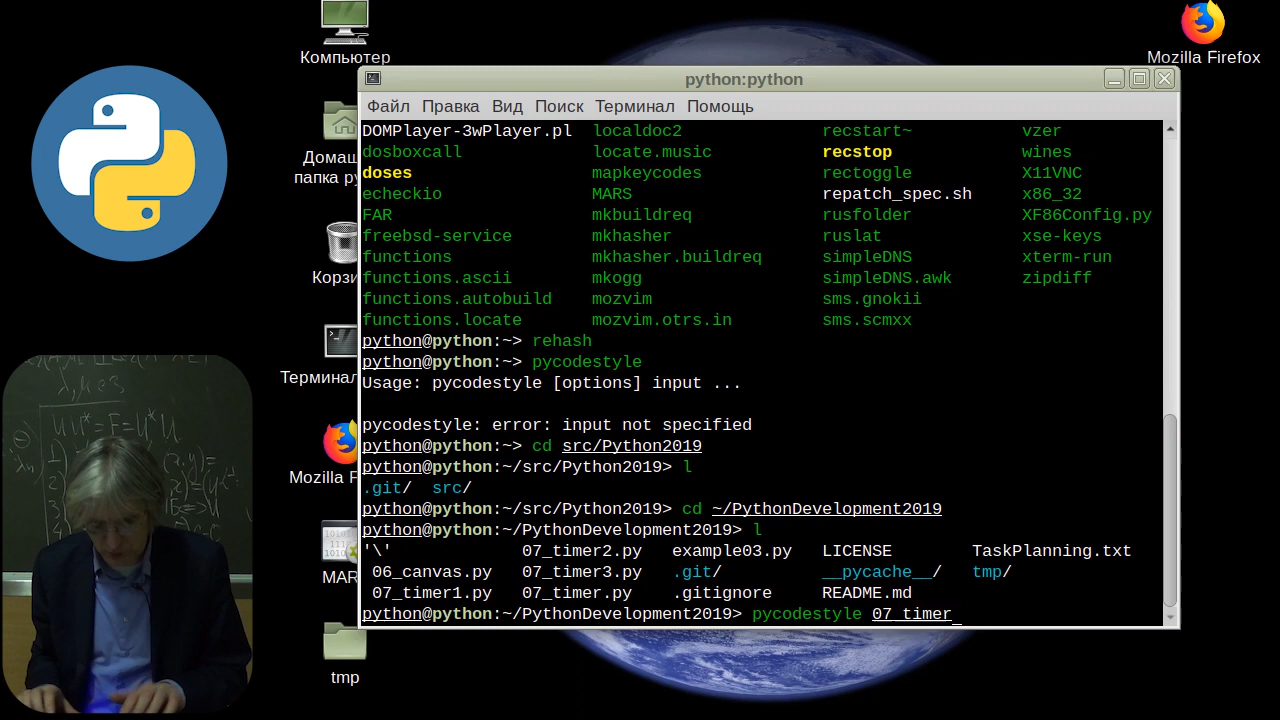 Компьютер
Mozilla Firefox
python:python
Файл Правка Вид Поиск Терминал Помощь
DOMPlayer-3wPlayer.pl localdoc2 recstart~ vzer
dosboxcall locate.music recstop wines
doses mapkeycodes rectoggle X11VNC
echeckio MARS repatch_spec.sh x86_32
FAR mkbuildreq rusfolder XF86Config.py
freebsd-service mkhasher ruslat xse-keys
functions mkhasher.buildreq simpleDNS xterm-run
functions.ascii mkogg simpleDNS.awk zipdiff
functions.autobuild mozvim sms.gnokii
functions.locate mozvim.otrs.in sms.scmxx
python@python:~> rehash
python@python:~> pycodestyle
Usage: pycodestyle [options] input ...
pycodestyle: error: input not specified
python@python:~> cd src/Python2019
python@python:~/src/Python2019> l
.git/ src/
python@python:~/src/Python2019> cd ~/PythonDevelopment2019
python@python:~/PythonDevelopment2019> l
'\' 07_timer2.py example03.py LICENSE TaskPlanning.txt
06_canvas.py 07_timer3.py .git/ __pycache__/ tmp/
07_timer1.py 07_timer.py .gitignore README.md
python@python:~/PythonDevelopment2019> pycodestyle 07_timer_
Домаш
папка ру
Корзи
Терминал
Mozilla F
MAR
tmp